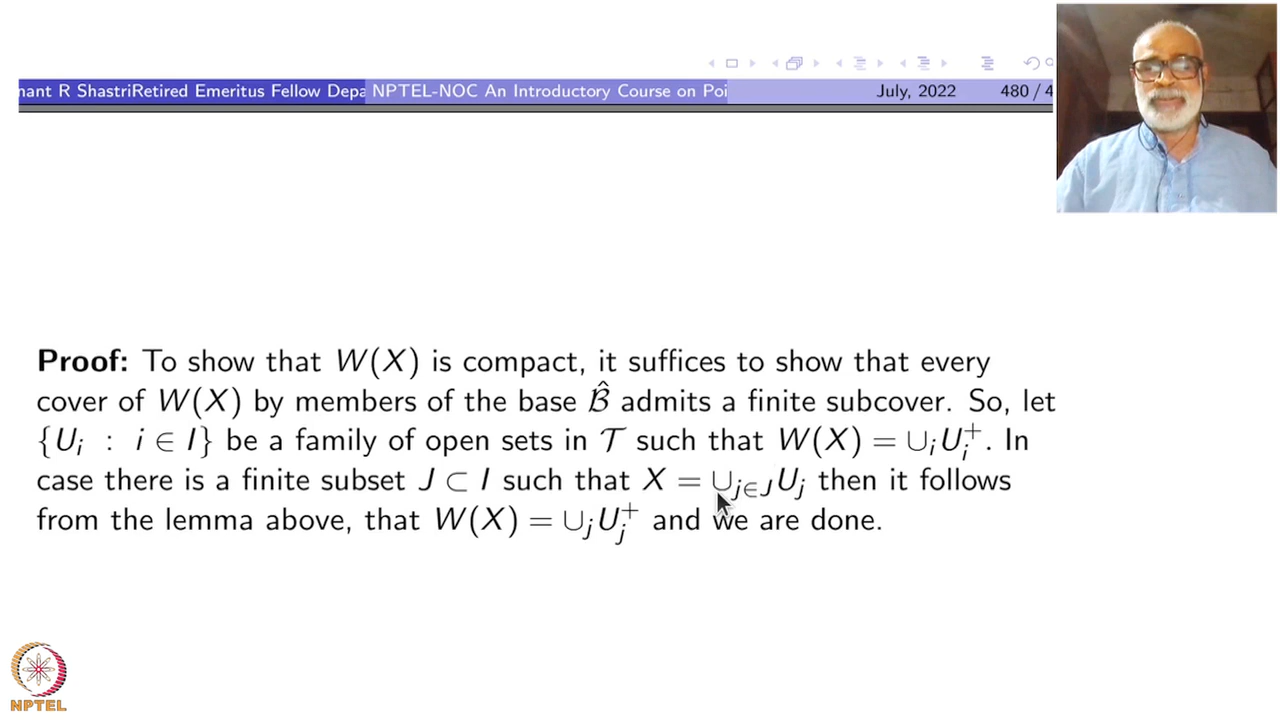 nant R ShastriRetired Emeritus Fellow Depa NPTEL-NOC An Introductory Course on Poi July, 2022 480 / 4
Proof: To show that W(X) is compact, it suffices to show that every
cover of W(X) by members of the base \hat{B} admits a finite subcover. So, let
{U_i : i ∈ I} be a family of open sets in 𝒯 such that W(X) = ∪_i U_i^+. In
case there is a finite subset J ⊂ I such that X = ∪_{j∈J} U_j then it follows
from the lemma above, that W(X) = ∪_j U_j^+ and we are done.
NPTEL